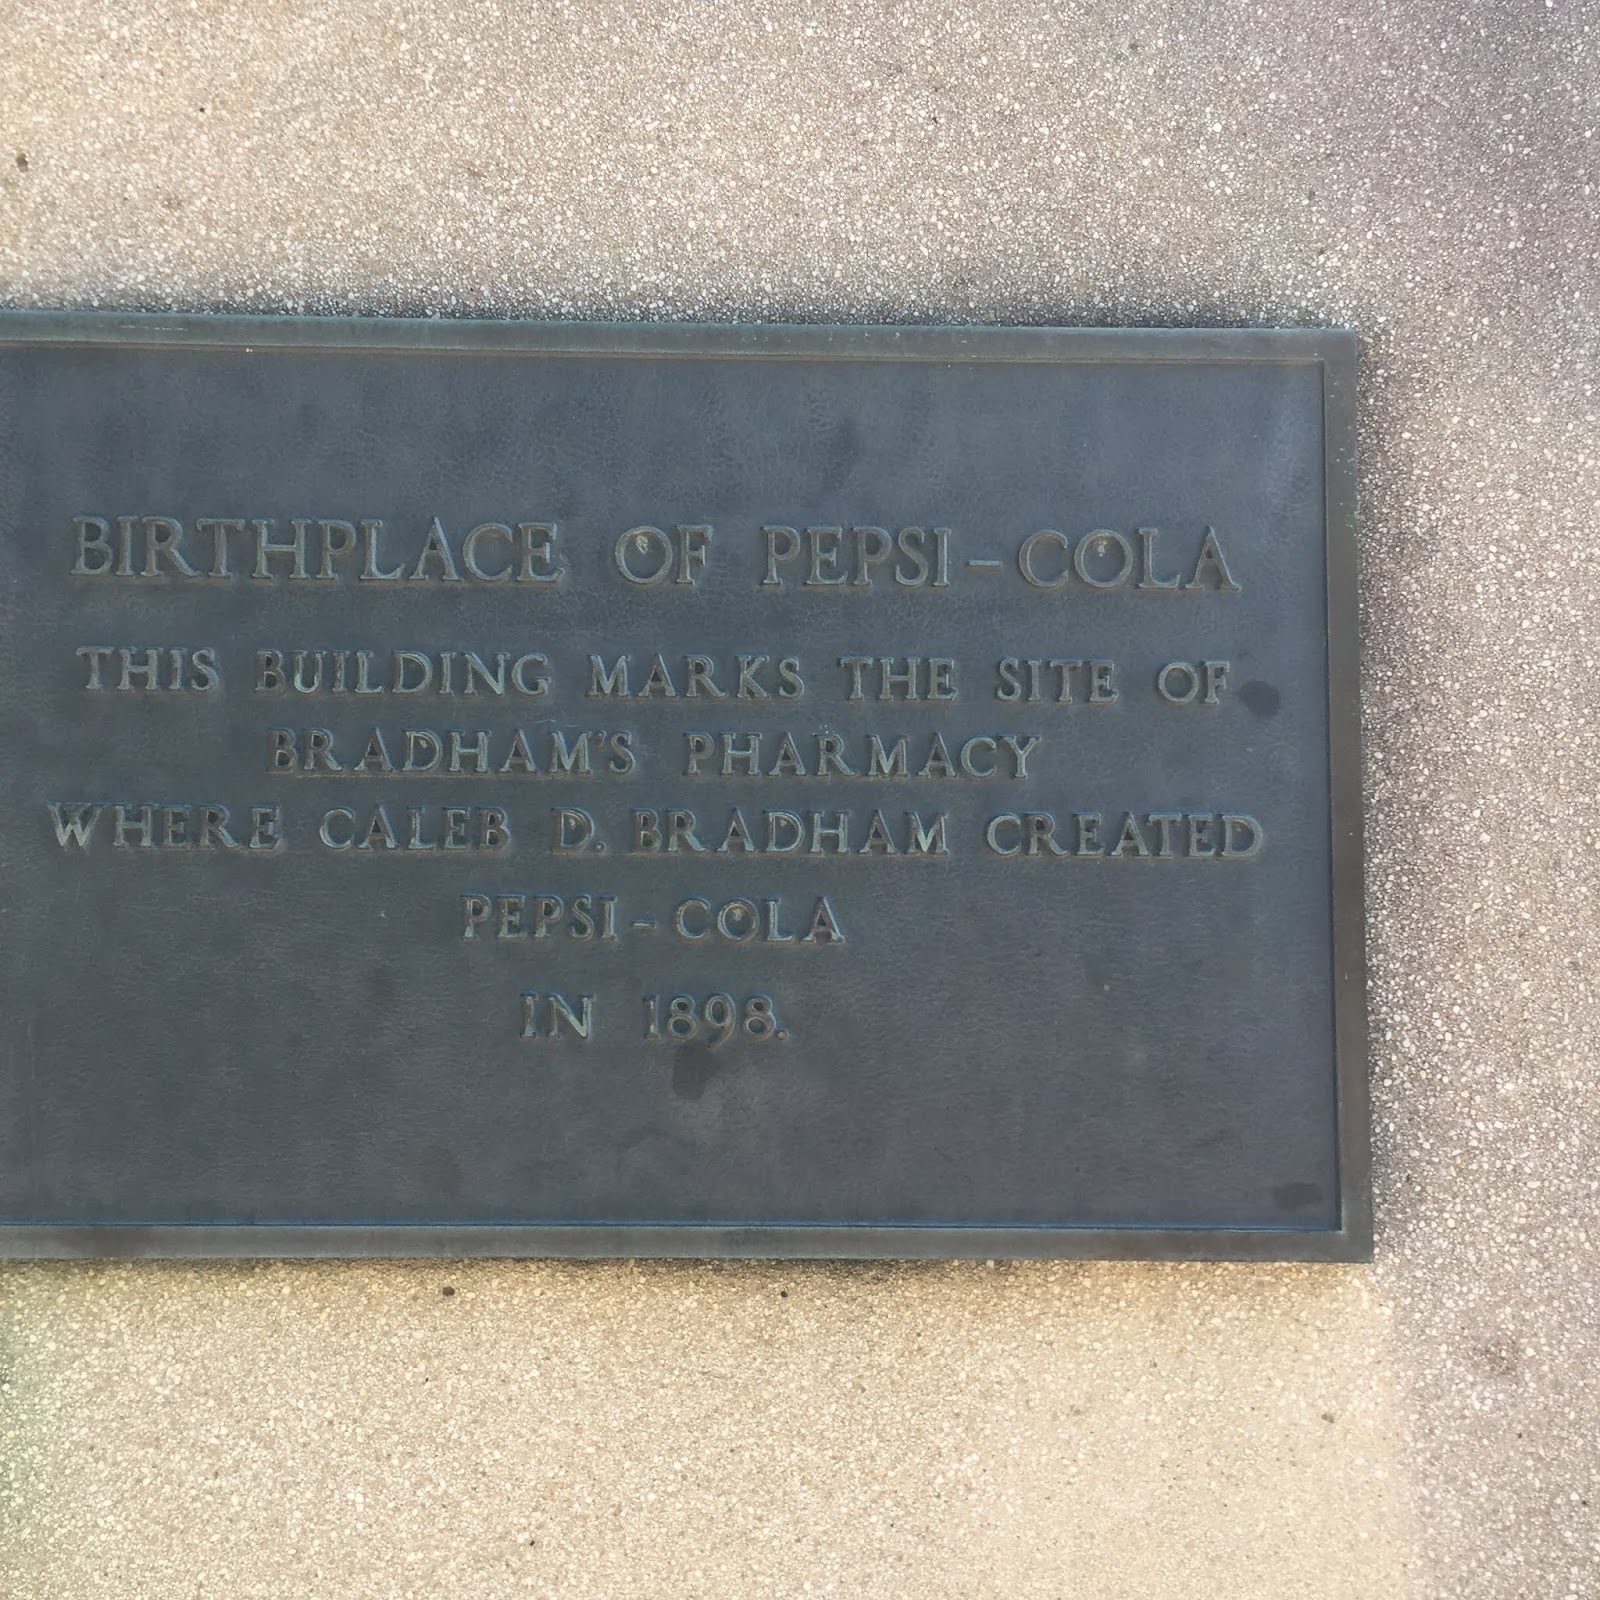 BIRTHPLACE OF PEPSI-COLA
THIS BUILDING MARKS THE SITE OF
BRADHAM'S PHARMACY
WHERE CALEB D. BRADHAM CREATED
PEPSI-COLA
IN 1898.